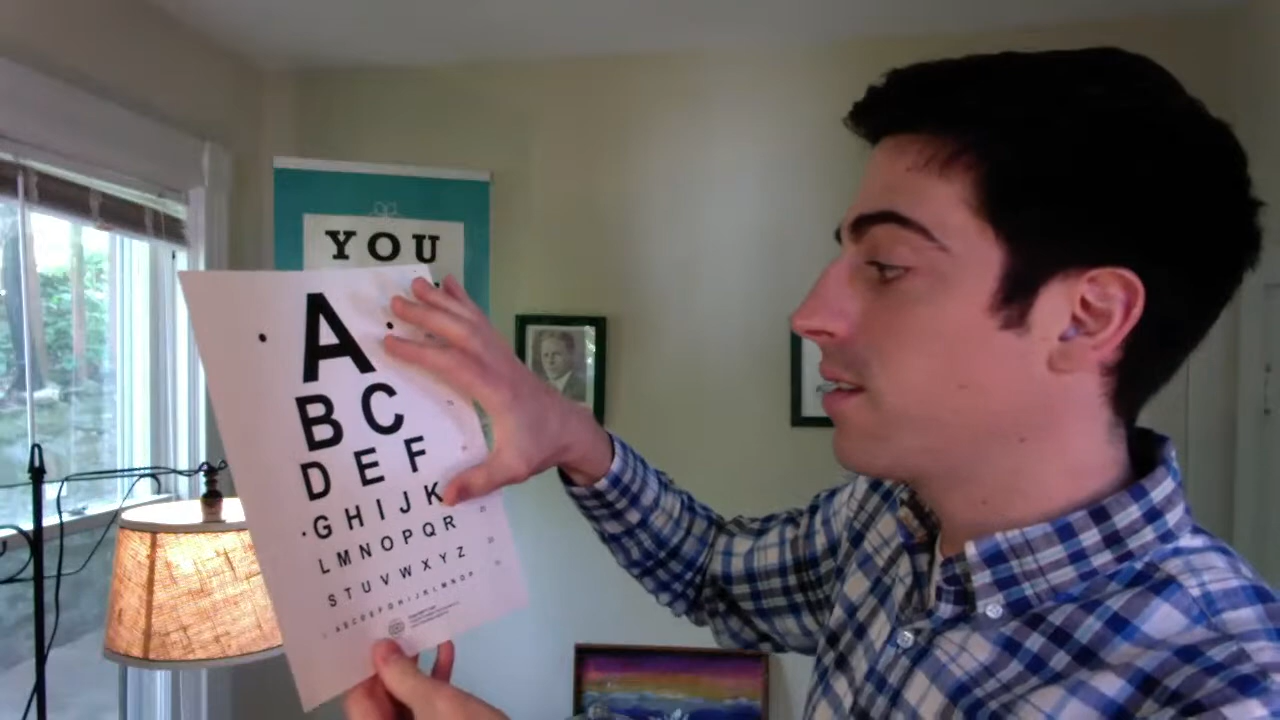 YOU
A
B C
D E F
G H I J K
L M N O P Q R
S T U V W X Y Z
A B C D E F G H I J K L M N O P